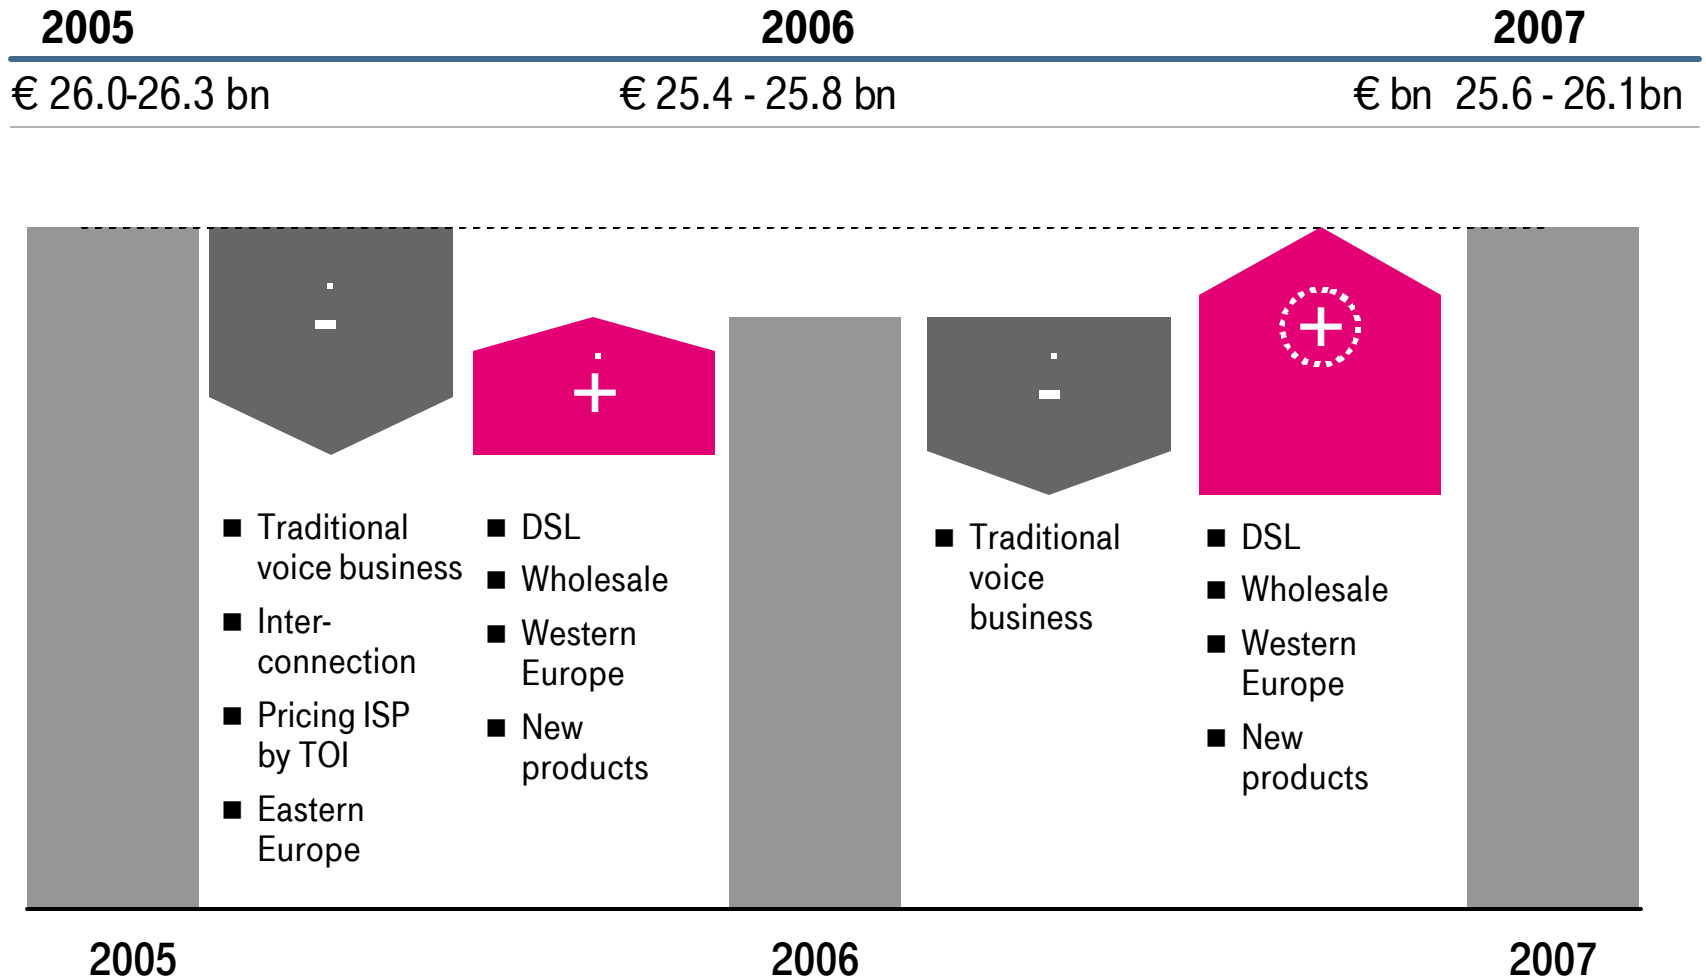 2005 2006 2007
€ 26.0-26.3 bn € 25.4 - 25.8 bn € bn 25.6 - 26.1bn
-
+
-
+
Traditional
voice business
Inter-
connection
Pricing ISP
by TOI
Eastern
Europe
DSL
Wholesale
Western
Europe
New
products
Traditional
voice
business
DSL
Wholesale
Western
Europe
New
products
2005 2006 2007